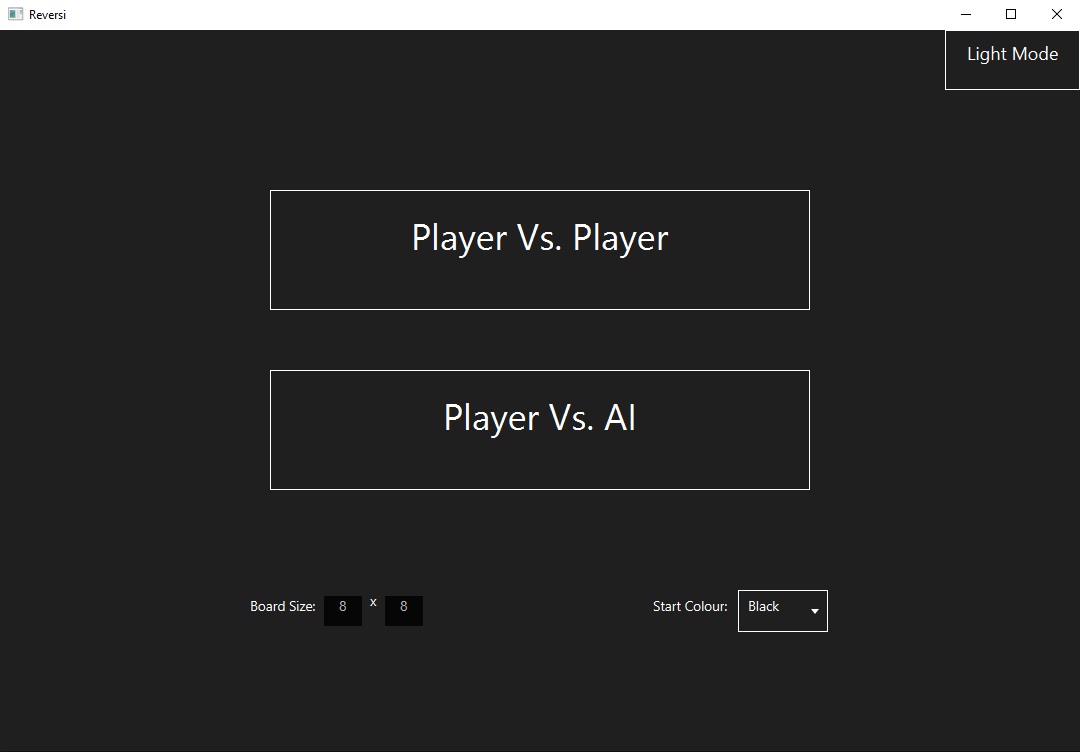 Reversi
Light Mode
Player Vs. Player
Player Vs. AI
Board Size: 8 x 8
Start Colour: Black